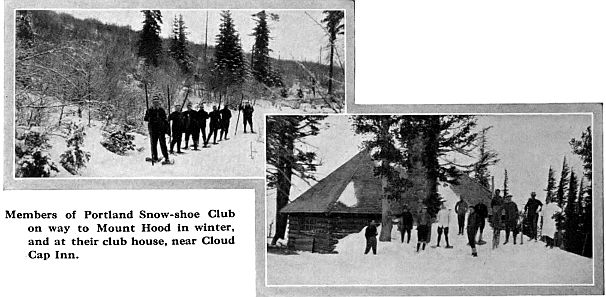 Members of Portland Snow-shoe Club
on way to Mount Hood in winter,
and at their club house, near Cloud
Cap Inn.